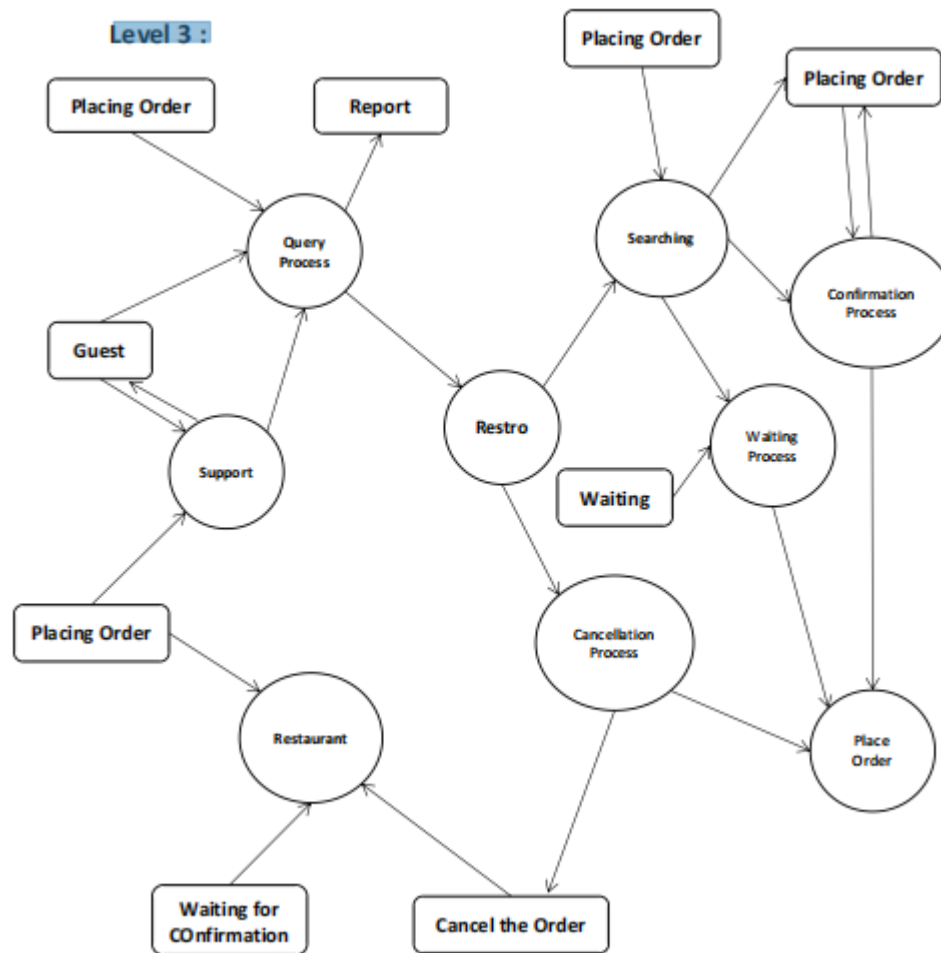 Level 3 :
Placing Order
Placing Order
Placing Order
Report
Query
Process
Searching
Confirmation
Process
Guest
Restro
Waiting
Process
Support
Waiting
Placing Order
Cancellation
Process
Restaurant
Place
Order
Waiting for
COnfirmation
Cancel the Order